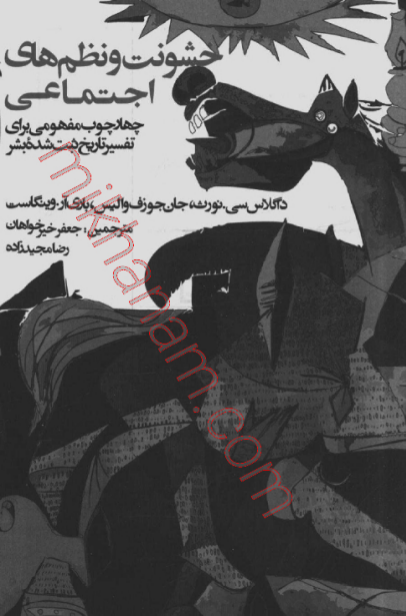 خشونت و نظم‌های
اجتماعی
چهارچوب مفهومی برای
تفسیر تاریخ ثبت شده بشر
داگلاس سی. نورث، جان جوزف والیس، باری آر. وینگاست
مترجمین: جعفر خیرخواهان
رضا مجیدزاده
miknanam.com